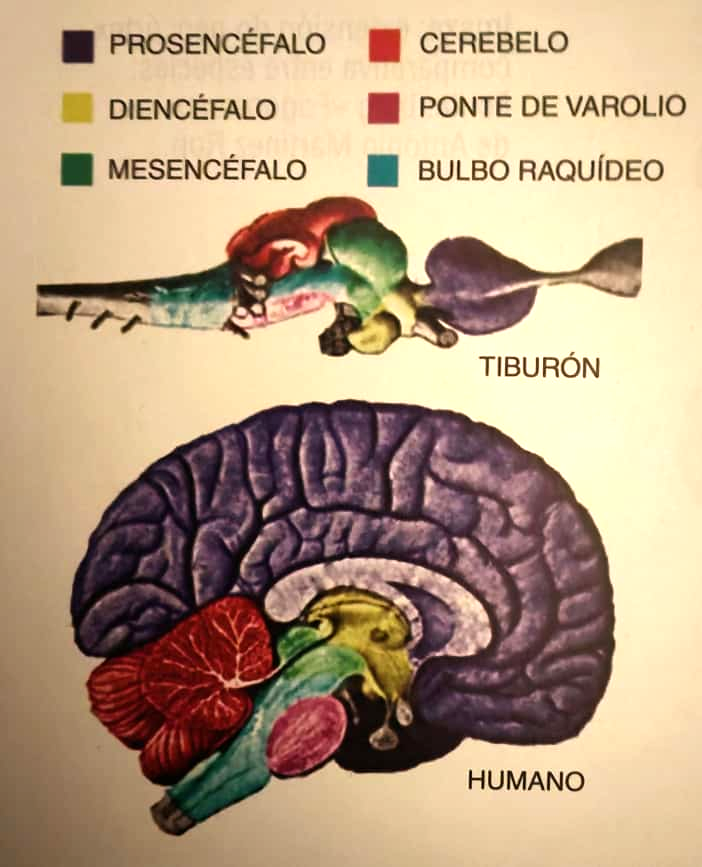 PROSENCÉFALO
CEREBELO
DIENCÉFALO
PONTE DE VAROLIO
MESENCÉFALO
BULBO RAQUÍDEO
TIBURÓN
HUMANO